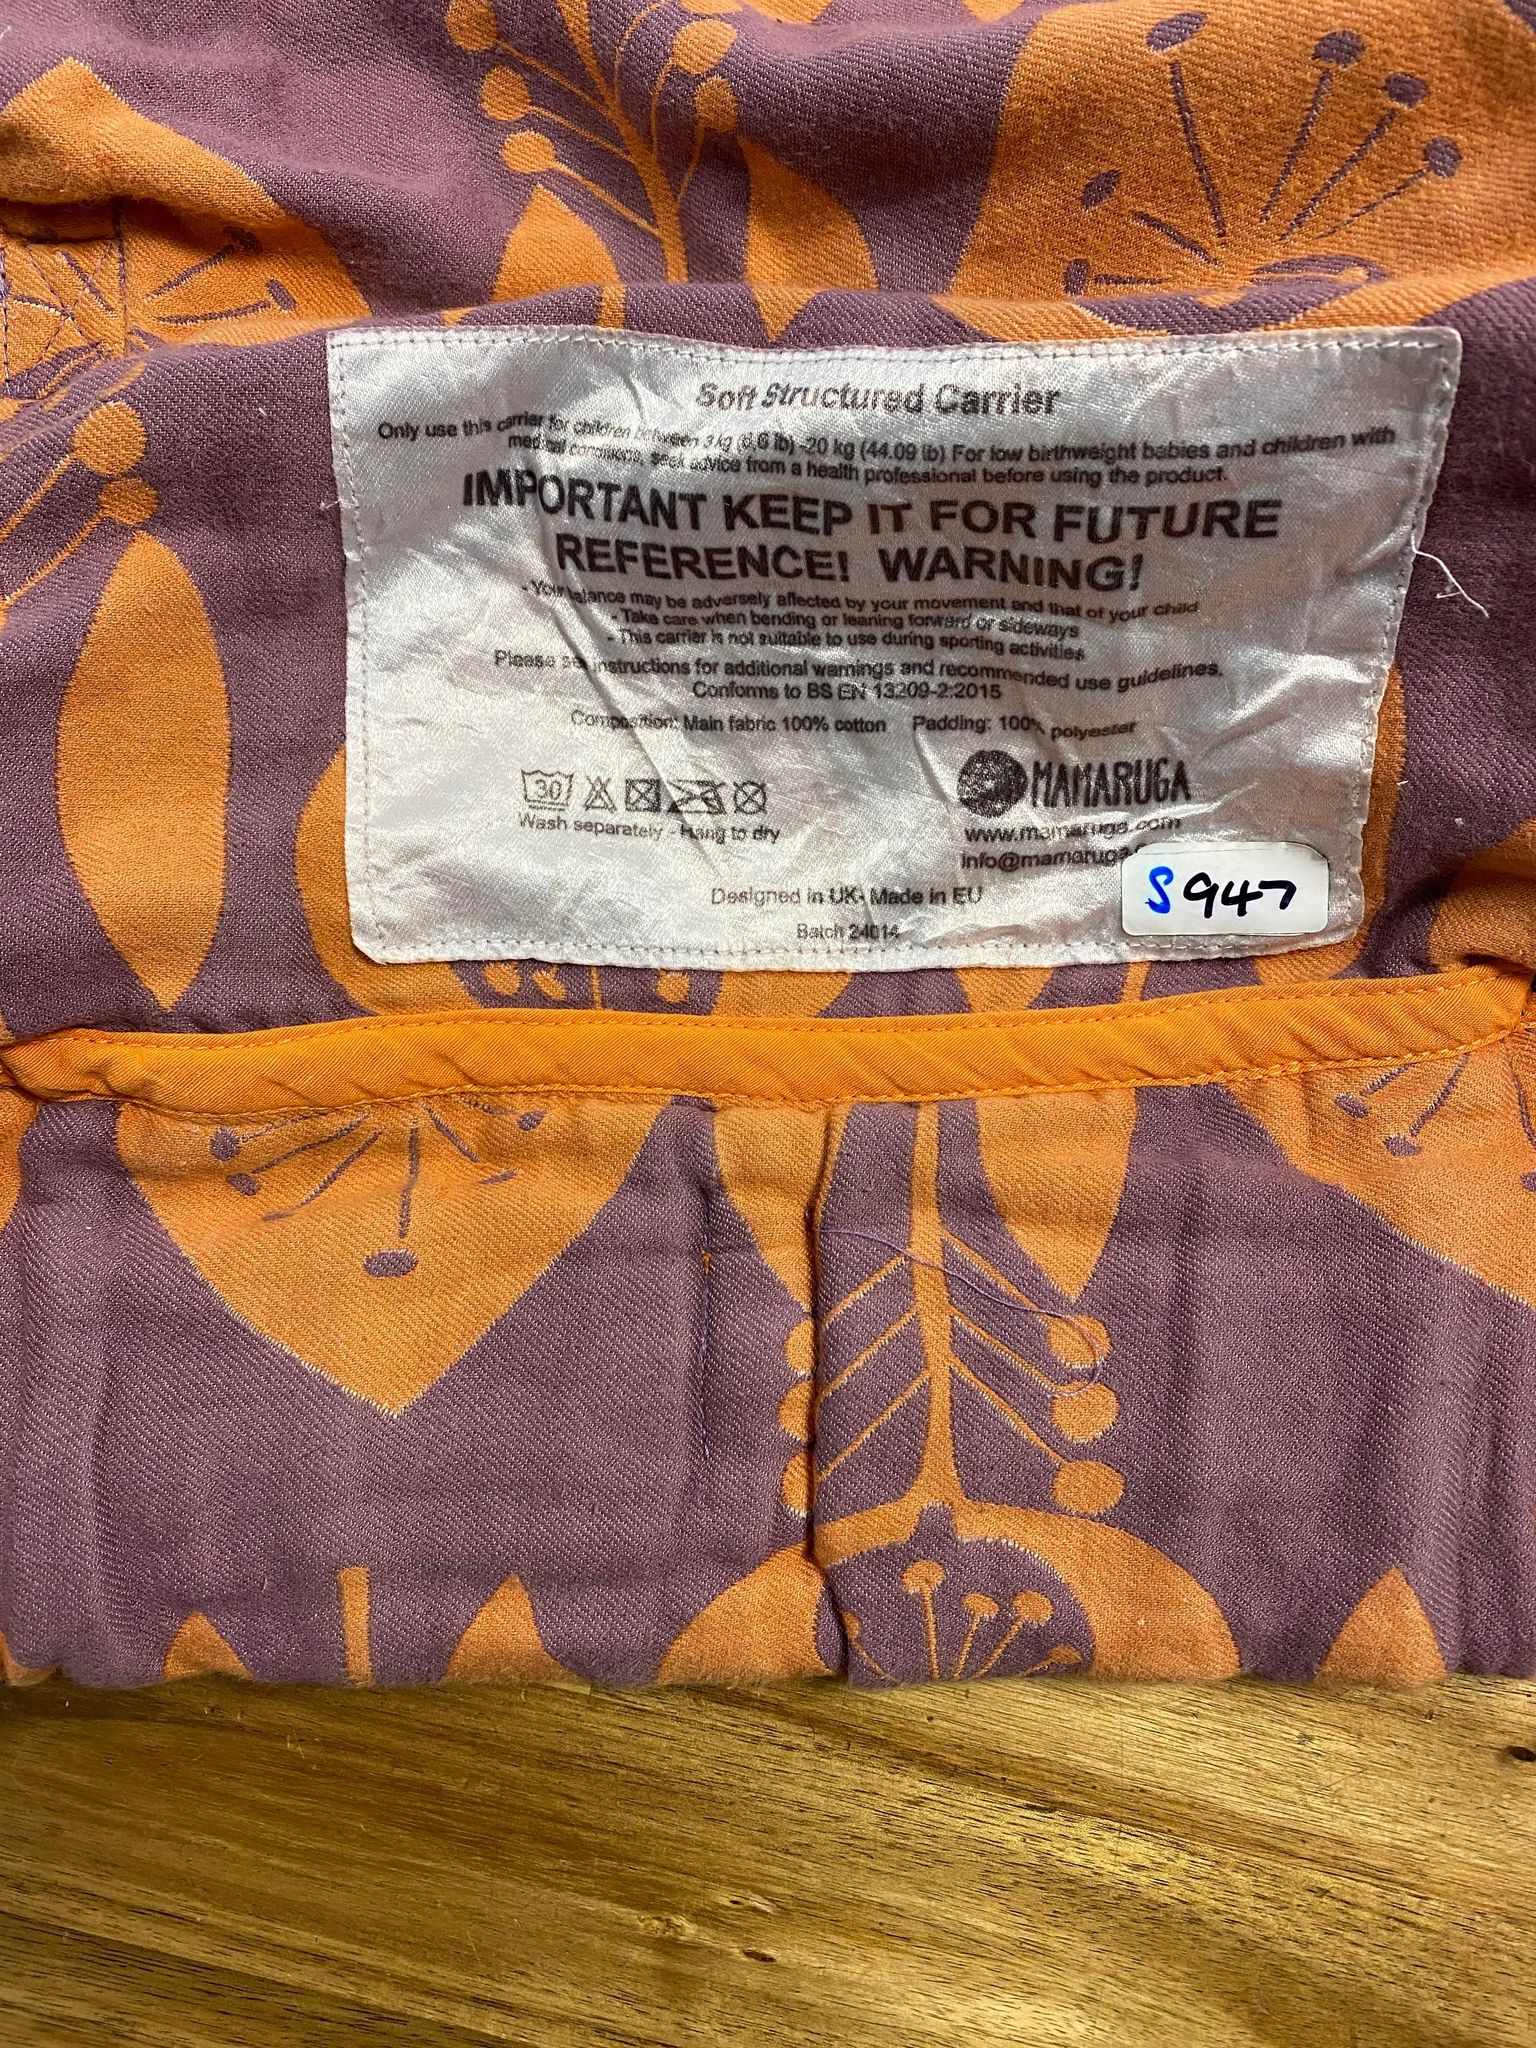 Soft Structured Carrier
Only use this carrier for children between 3 kg (6.6 lb) -20 kg (44.09 lb) For low birthweight babies and children with
medical conditions, seek advice from a health professional before using the product.
IMPORTANT KEEP IT FOR FUTURE
REFERENCE! WARNING!
- Your balance may be adversely affected by your movement and that of your child
- Take care when bending or leaning forward or sideways
- This carrier is not suitable to use during sporting activities
Please see instructions for additional warnings and recommended use guidelines.
Conforms to BS EN 13209-2:2015
Composition: Main fabric 100% cotton Padding: 100% polyester
30
MAMARUGA
Wash separately - Hang to dry
www.mamaruga.com
info@mamaruga.
Designed in UK- Made in EU
S 947
Batch 24014